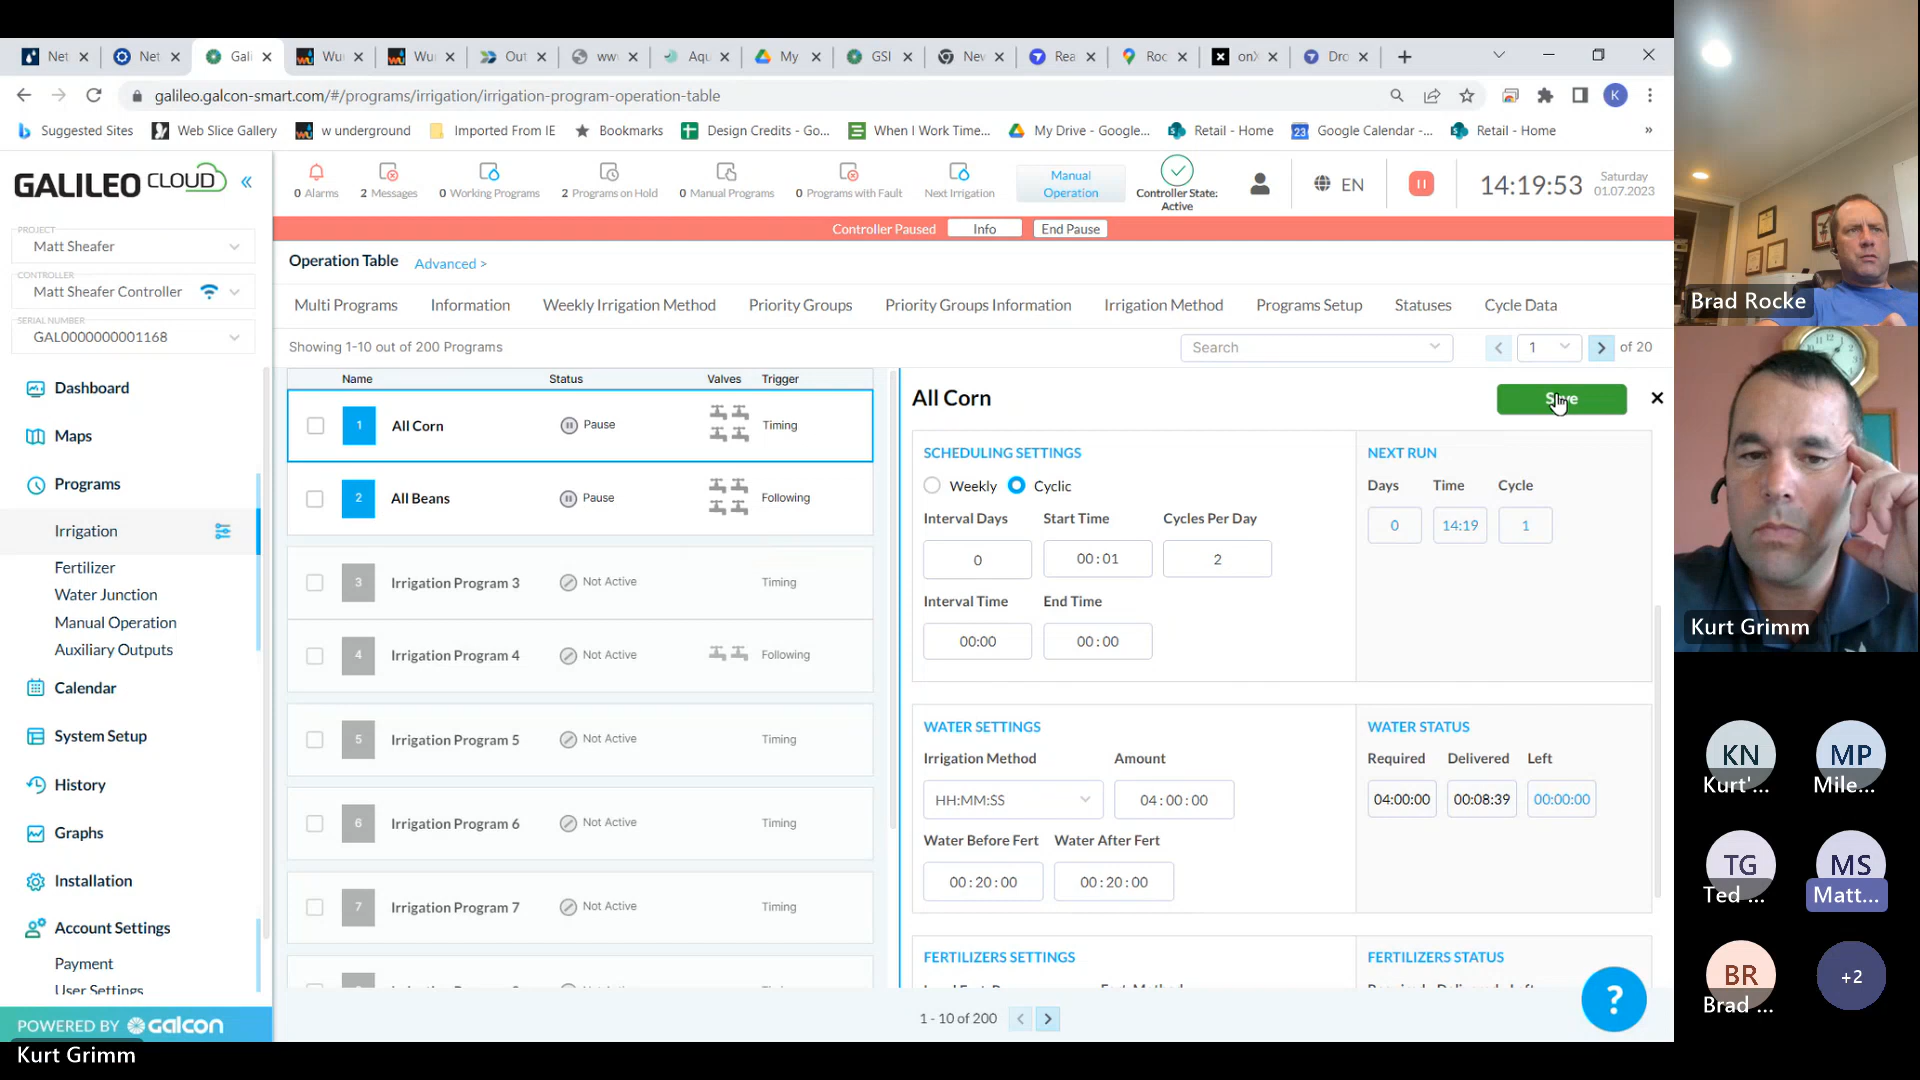 Net
Net
Gali
Wu
Wu
Out
ww
Aqu
My
GSI
Nev
Rea
Roc
onX
Dro
galileo.galcon-smart.com/#/programs/irrigation/irrigation-program-operation-table
K
Suggested Sites
Web Slice Gallery
w underground
Imported From IE
Bookmarks
Design Credits - Go...
When I Work Time...
My Drive - Google...
Retail - Home
23
Google Calendar -...
Retail - Home
»
GALILEO CLOUD
«
0 Alarms
2 Messages
0 Working Programs
2 Programs on Hold
0 Manual Programs
0 Programs with Fault
Next Irrigation
Manual
Operation
Controller State:
Active
EN
14:19:53
Saturday
01.07.2023
Controller Paused
Info
End Pause
PROJECT
Matt Sheafer
CONTROLLER
Matt Sheafer Controller
SERIAL NUMBER
GAL0000000001168
Dashboard
Maps
Programs
Irrigation
Fertilizer
Water Junction
Manual Operation
Auxiliary Outputs
Calendar
System Setup
History
Graphs
Installation
Account Settings
Payment
User Settings
POWERED BY galcon
Operation Table
Advanced >
Multi Programs
Information
Weekly Irrigation Method
Priority Groups
Priority Groups Information
Irrigation Method
Programs Setup
Statuses
Cycle Data
Showing 1-10 out of 200 Programs
Search
1
of 20
Name Status Valves Trigger
1 All Corn Pause Timing
2 All Beans Pause Following
3 Irrigation Program 3 Not Active Timing
4 Irrigation Program 4 Not Active Following
5 Irrigation Program 5 Not Active Timing
6 Irrigation Program 6 Not Active Timing
7 Irrigation Program 7 Not Active Timing
All Corn
Save
SCHEDULING SETTINGS
Weekly Cyclic
Interval Days Start Time Cycles Per Day
0 00:01 2
Interval Time End Time
00:00 00:00
NEXT RUN
Days Time Cycle
0 14:19 1
WATER SETTINGS
Irrigation Method Amount
HH:MM:SS 04:00:00
Water Before Fert Water After Fert
00:20:00 00:20:00
WATER STATUS
Required Delivered Left
04:00:00 00:08:39 00:00:00
FERTILIZERS SETTINGS
FERTILIZERS STATUS
1 - 10 of 200
?
Brad Rocke
Kurt Grimm
KN
Kurt'...
MP
Mile...
TG
Ted ...
MS
Matt...
BR
Brad ...
+2
Kurt Grimm